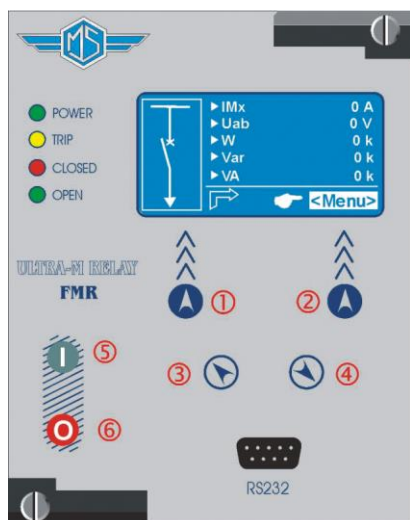 MS
POWER
TRIP
CLOSED
OPEN
IMx 0 A
Uab 0 V
W 0 k
Var 0 k
VA 0 k
<Menu>
ULTRA-M RELAY
FMR
1
2
3
4
I 5
O 6
RS232